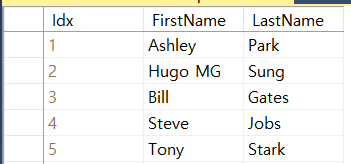 Idx FirstName LastName
1 Ashley Park
2 Hugo MG Sung
3 Bill Gates
4 Steve Jobs
5 Tony Stark